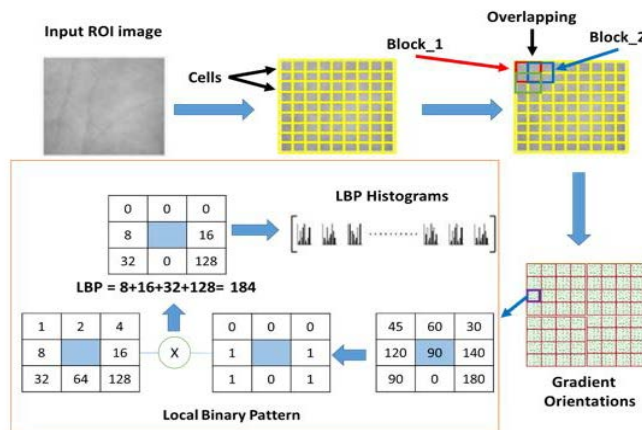 Overlapping
Input ROI image
Block_1
Block_2
Cells
LBP Histograms
0 0 0
8 16
32 0 128
LBP = 8+16+32+128= 184
1 2 4
8 16
32 64 128
X
0 0 0
1 1
1 0 1
45 60 30
120 90 140
90 0 180
Gradient
Orientations
Local Binary Pattern